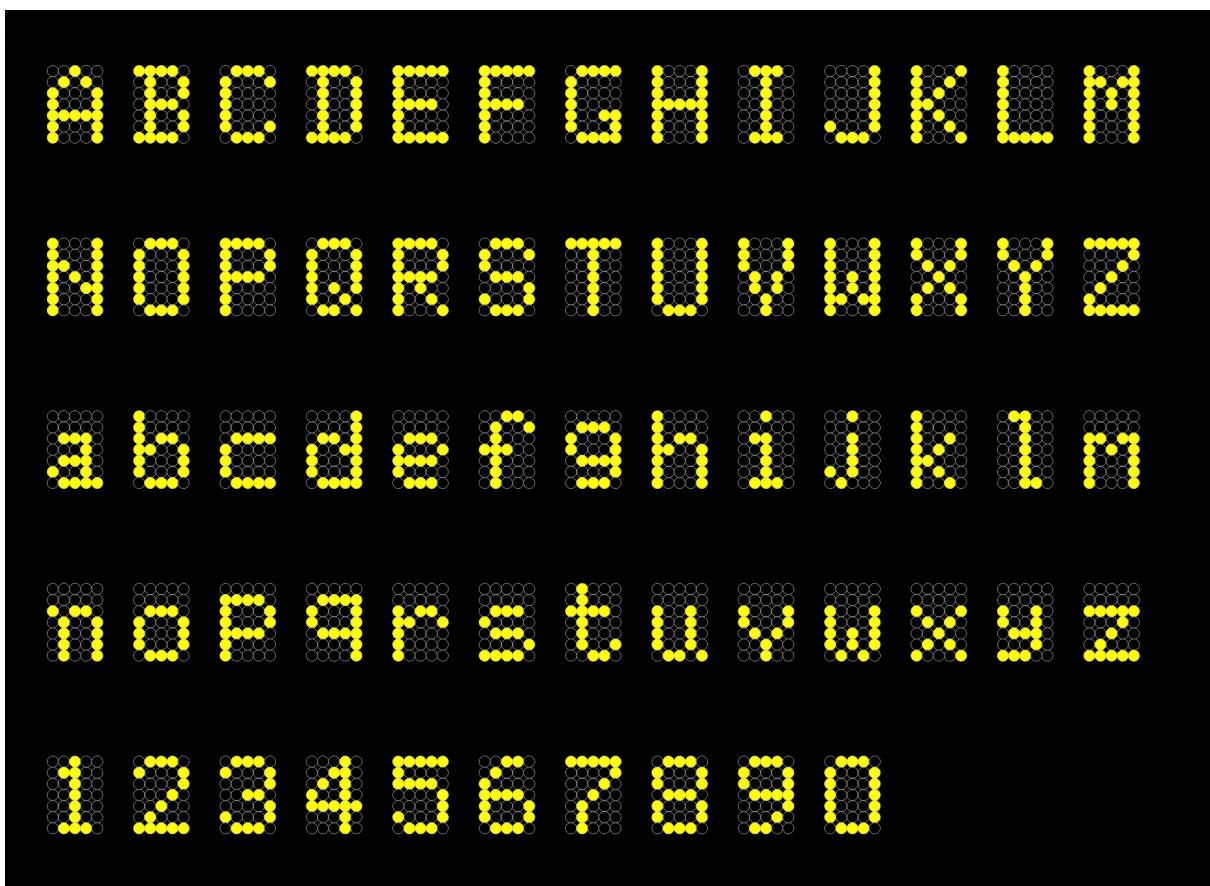 ABCDEFGHIJKLM
NOPQRSTUVWXYZ
abcdefghijklm
nopqrstuvwxyz
1234567890